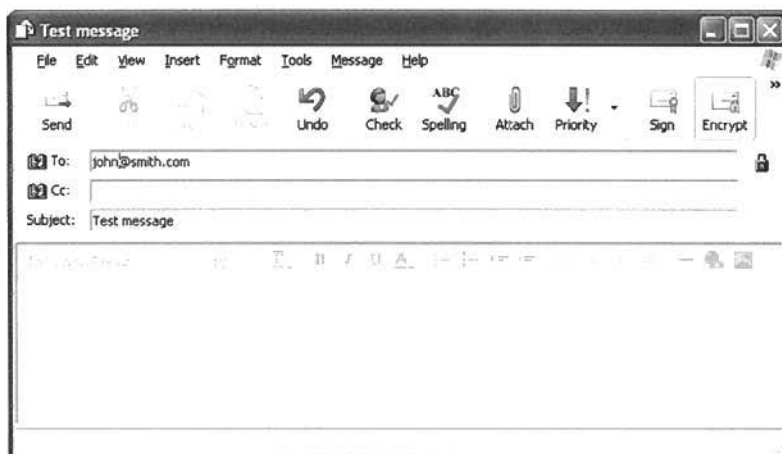 Test message
File Edit View Insert Format Tools Message Help
ABC
Send Undo Check Spelling Attach Priority Sign Encrypt
To: john@smith.com
Cc:
Subject: Test message
B I U A